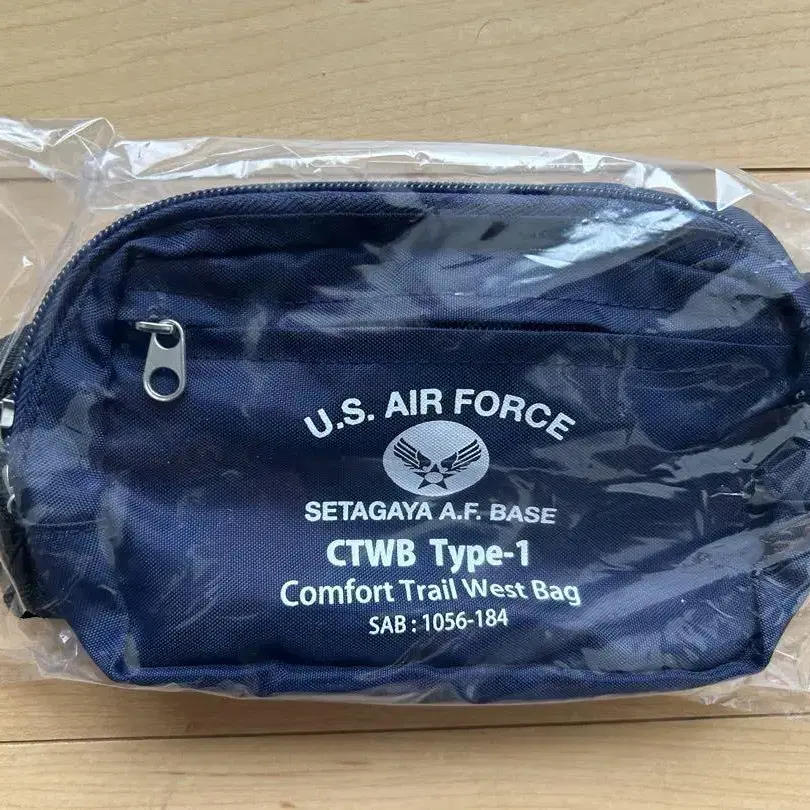 U.S. AIR FORCE
SETAGAYA A.F. BASE
CTWB Type-1
Comfort Trail West Bag
SAB : 1056-184